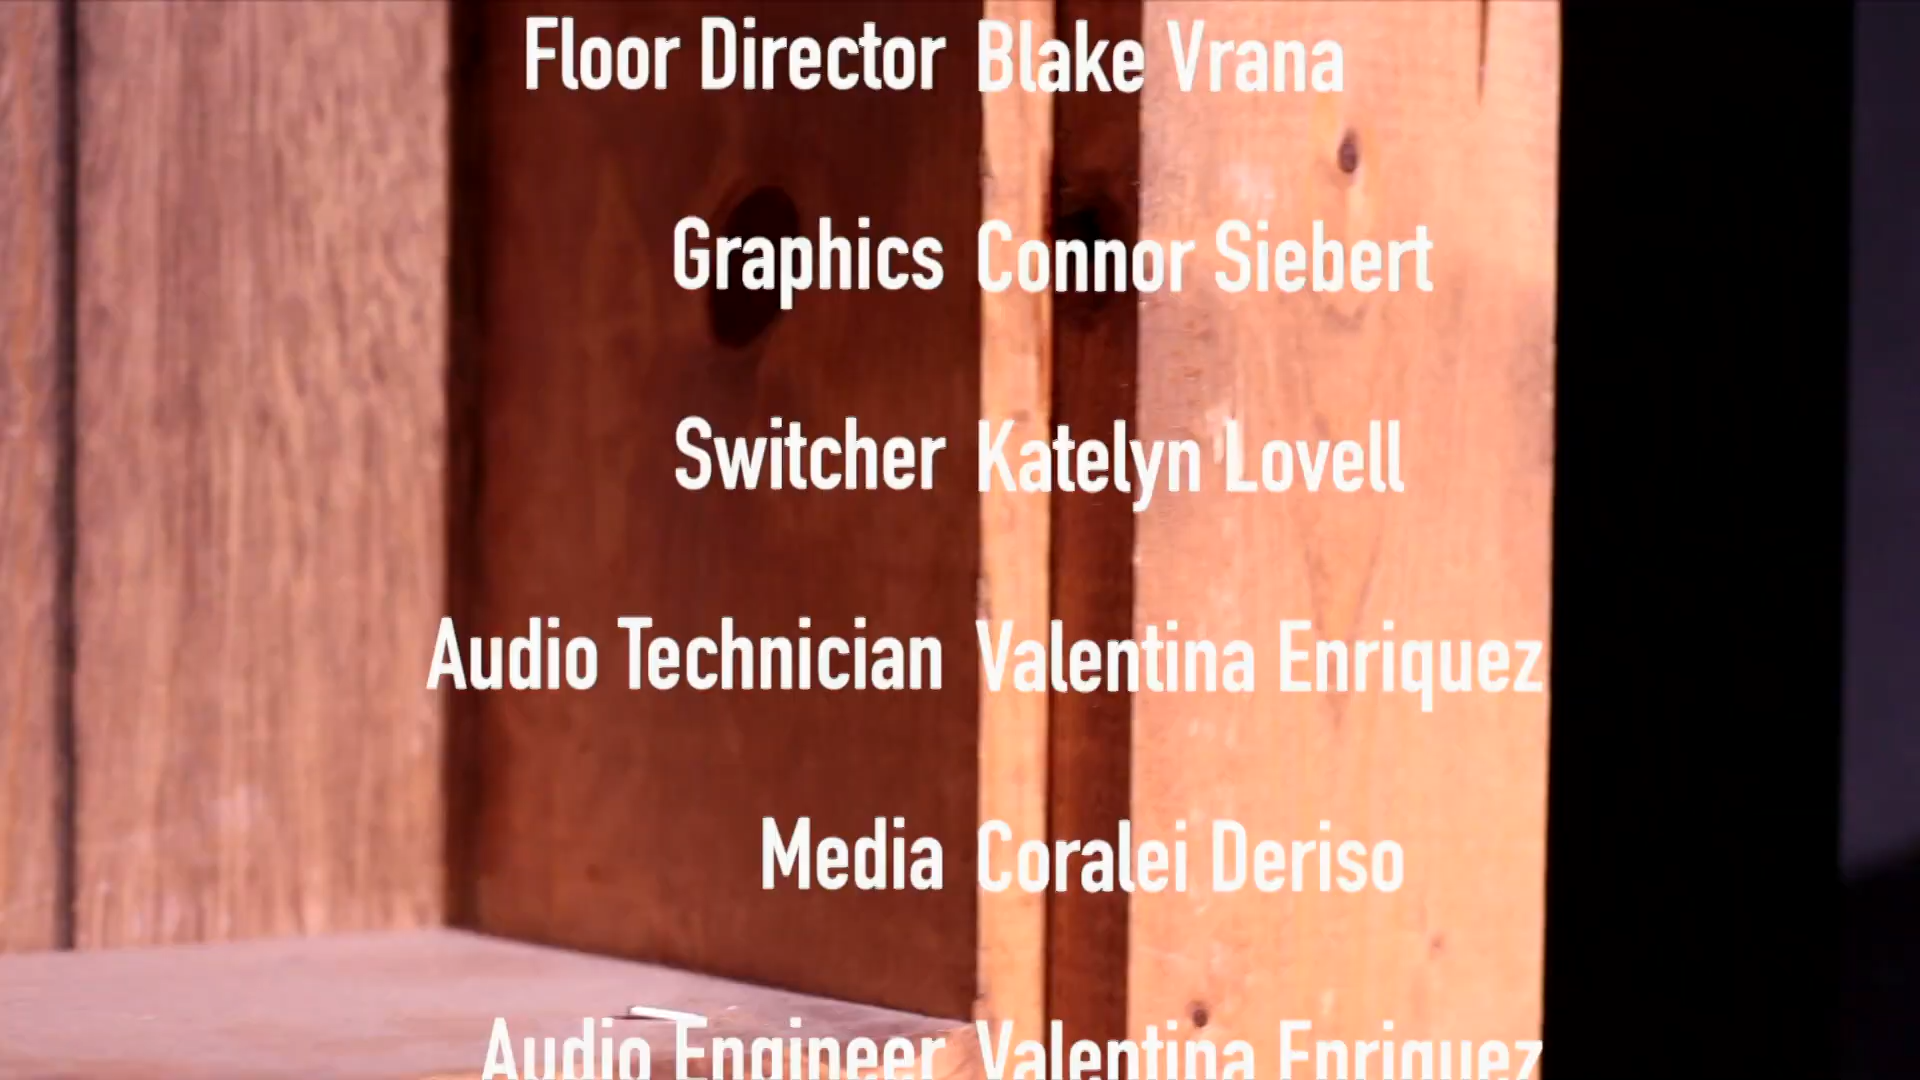 Floor Director Blake Vrana
Graphics Connor Siebert
Switcher Katelyn Lovell
Audio Technician Valentina Enriquez
Media Coralei Deriso
Audio Engineer Valentina Enriquez